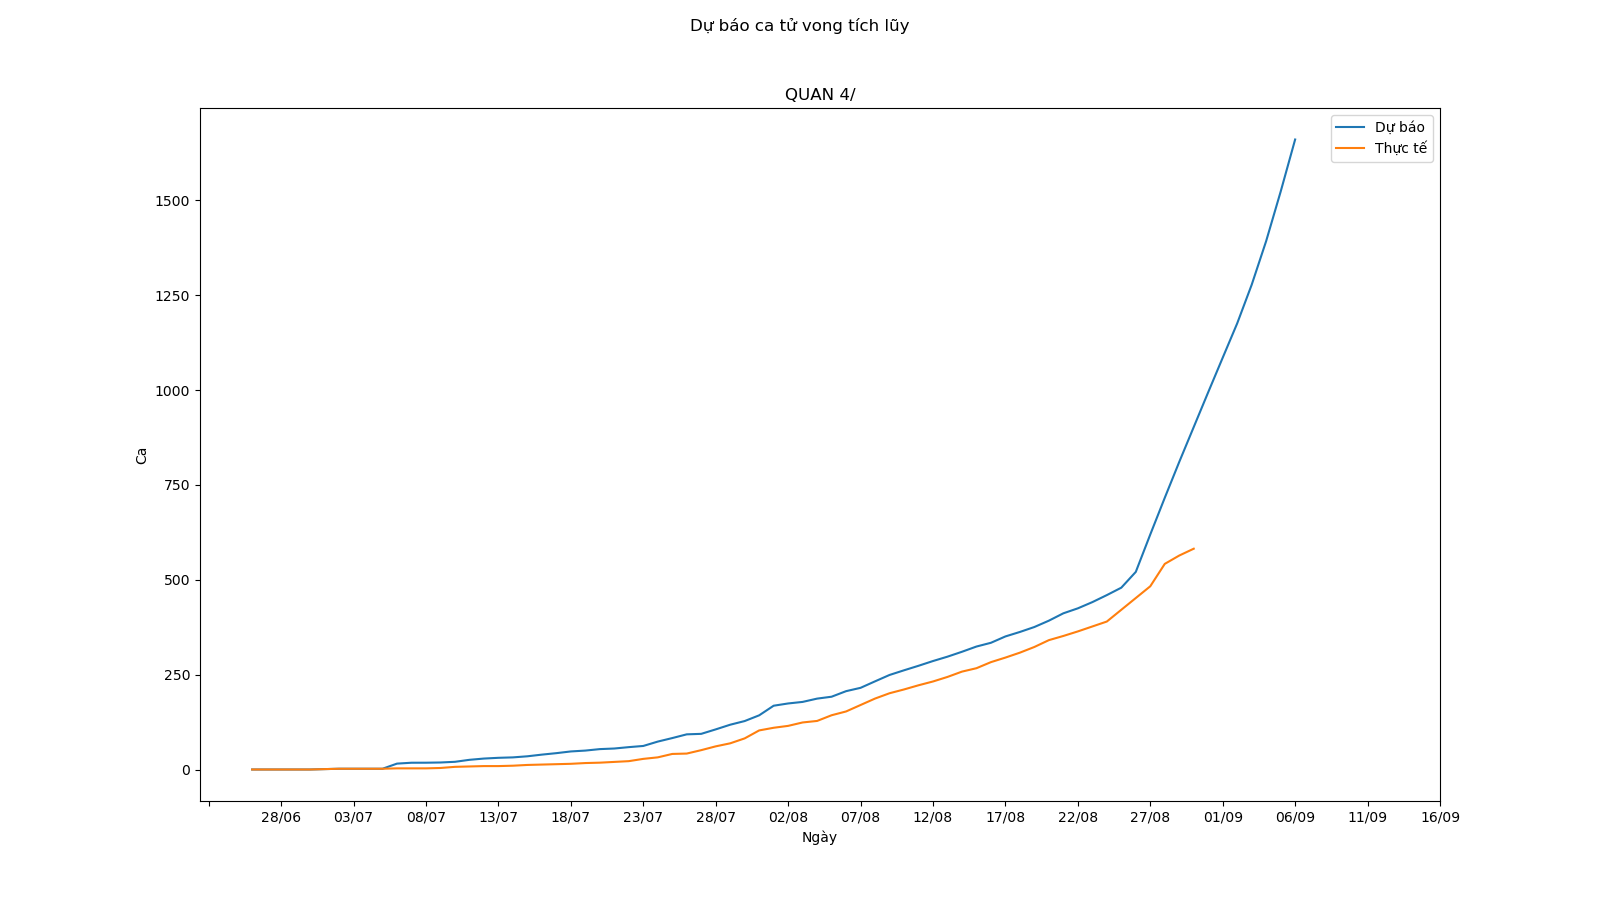 Dự báo ca tử vong tích lũy
QUAN 4/
Dự báo
Thực tế
1500
1250
1000
750
500
250
0
Ca
28/06 03/07 08/07 13/07 18/07 23/07 28/07 02/08 07/08 12/08 17/08 22/08 27/08 01/09 06/09 11/09 16/09
Ngày